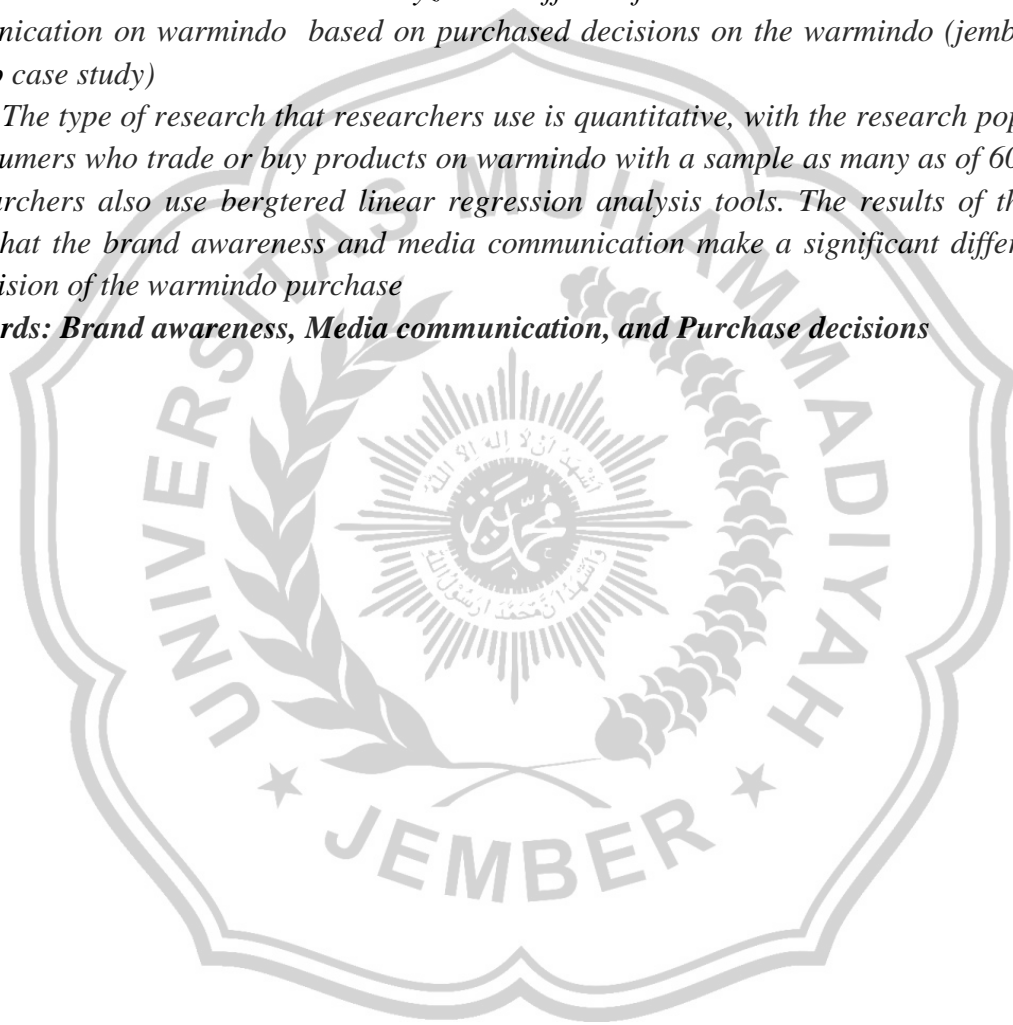 nication on warmindo based on purchased decisions on the warmindo (jemb
case study)
The type of research that researchers use is quantitative, with the research pop
umers who trade or buy products on warmindo with a sample as many as of 60
rchers also use bergtered linear regression analysis tools. The results of th
hat the brand awareness and media communication make a significant differ
ision of the warmindo purchase
rds: Brand awareness, Media communication, and Purchase decisions
UNIVERSITAS MUHAMMADIYAH
JEMBER